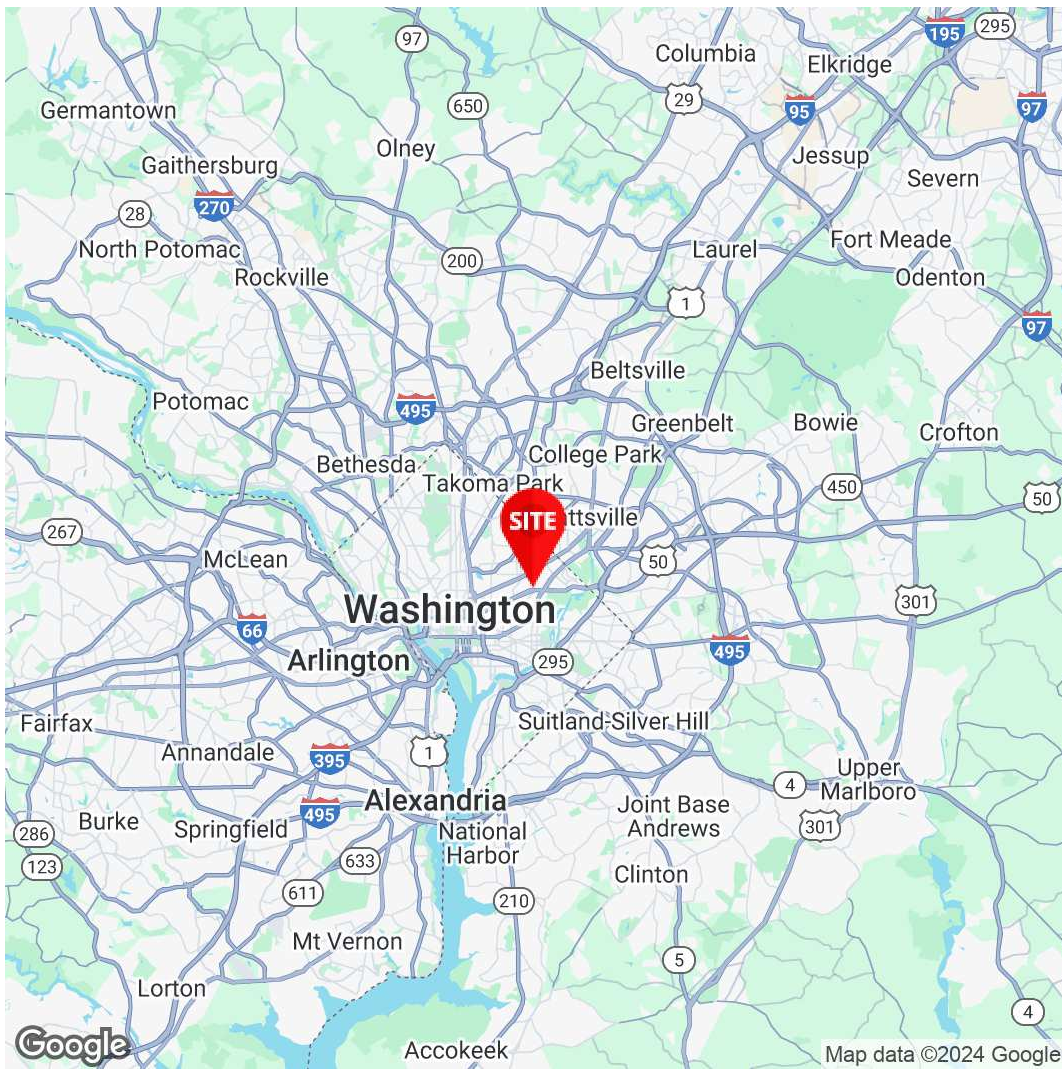 97
Columbia
295
195
Elkridge
Germantown
650
29
95
97
Olney
Jessup
Gaithersburg
Severn
270
28
North Potomac
200
Laurel
Fort Meade
Rockville
Odenton
1
97
Beltsville
Potomac
495
Greenbelt
Bowie
Crofton
Bethesda
College Park
Takoma Park
450
50
SITE
ttsville
267
McLean
50
Washington
301
66
Arlington
495
295
Fairfax
Suitland-Silver Hill
Annandale
1
395
Upper
Marlboro
4
Alexandria
Joint Base
Andrews
495
301
Burke
Springfield
National
Harbor
286
123
633
Clinton
611
210
Mt Vernon
5
Lorton
4
Google
Accokeek
Map data ©2024 Google